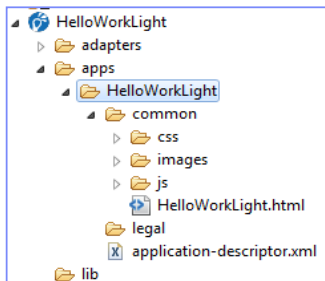 HelloWorkLight
adapters
apps
HelloWorkLight
common
css
images
js
HelloWorkLight.html
legal
application-descriptor.xml
lib